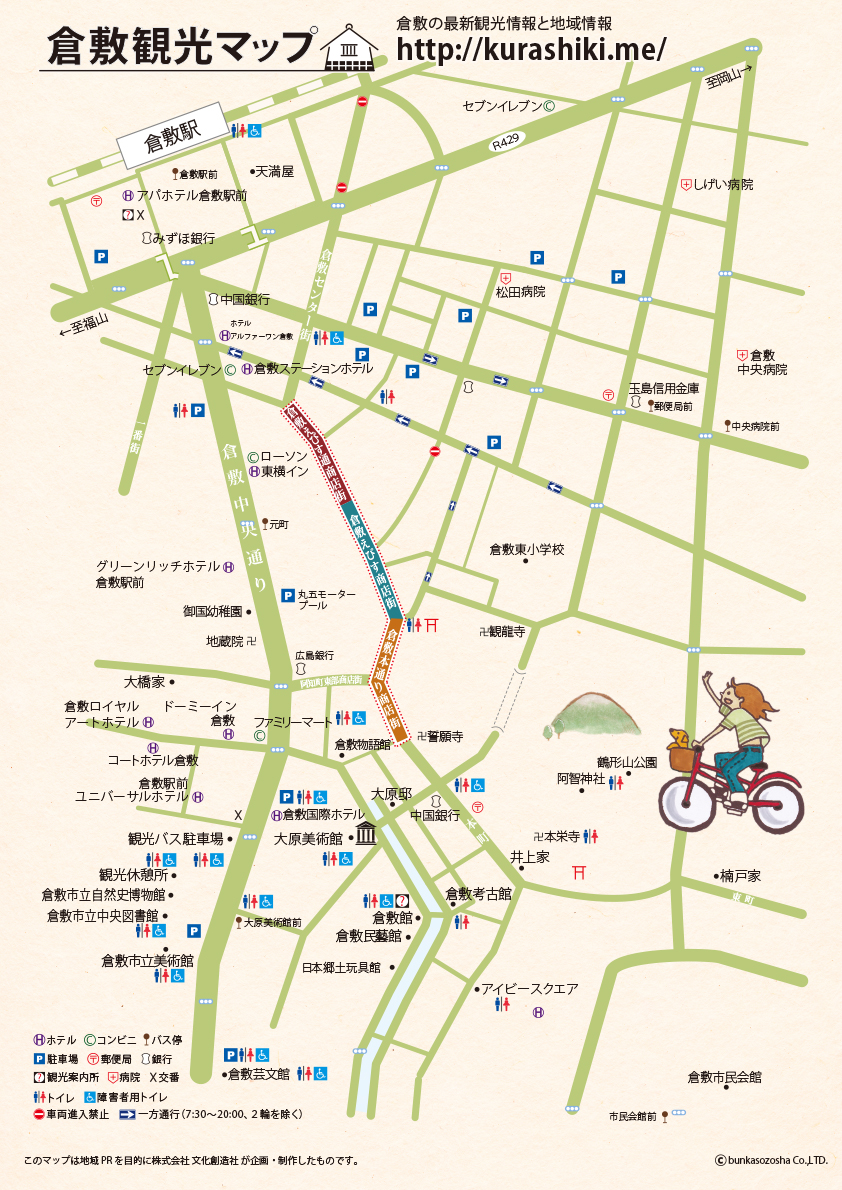 倉敷観光マップ
倉敷の最新観光情報と地域情報
http://kurashiki.me/
至岡山→
セブンイレブン
R429
倉敷駅
倉敷駅前
天満屋
アパホテル倉敷駅前
X
みずほ銀行
しげい病院
倉敷センター街
中国銀行
松田病院
←至福山
ホテル
アルファーワン倉敷
セブンイレブン
倉敷ステーションホテル
倉敷
中央病院
玉島信用金庫
郵便局前
中央病院前
一番街
倉敷えびす通商店街
倉敷中央通り
ローソン
東横イン
元町
倉敷えびす商店街
倉敷東小学校
グリーンリッチホテル
倉敷駅前
丸五モーター
プール
御国幼稚園
地蔵院
観龍寺
倉敷本通り商店街
広島銀行
阿知町東部商店街
大橋家
倉敷ロイヤル
アートホテル
ドーミーイン
倉敷
ファミリーマート
コートホテル倉敷
倉敷物語館
誓願寺
鶴形山公園
阿智神社
倉敷駅前
ユニバーサルホテル
X
倉敷国際ホテル
大原邸
中国銀行
本町
観光バス駐車場
大原美術館
本栄寺
井上家
観光休憩所
倉敷市立自然史博物館
倉敷考古館
楠戸家
東町
倉敷市立中央図書館
大原美術館前
倉敷館
倉敷民藝館
倉敷市立美術館
日本郷土玩具館
アイビースクエア
倉敷芸文館
倉敷市民会館
市民会館前
ホテル コンビニ バス停
駐車場 郵便局 銀行
観光案内所 病院 X交番
トイレ 障害者用トイレ
車両進入禁止 一方通行(7:30～20:00、2輪を除く)
このマップは地域PRを目的に株式会社 文化創造社 が企画・制作したものです。
©bunkasozosha Co.,LTD.